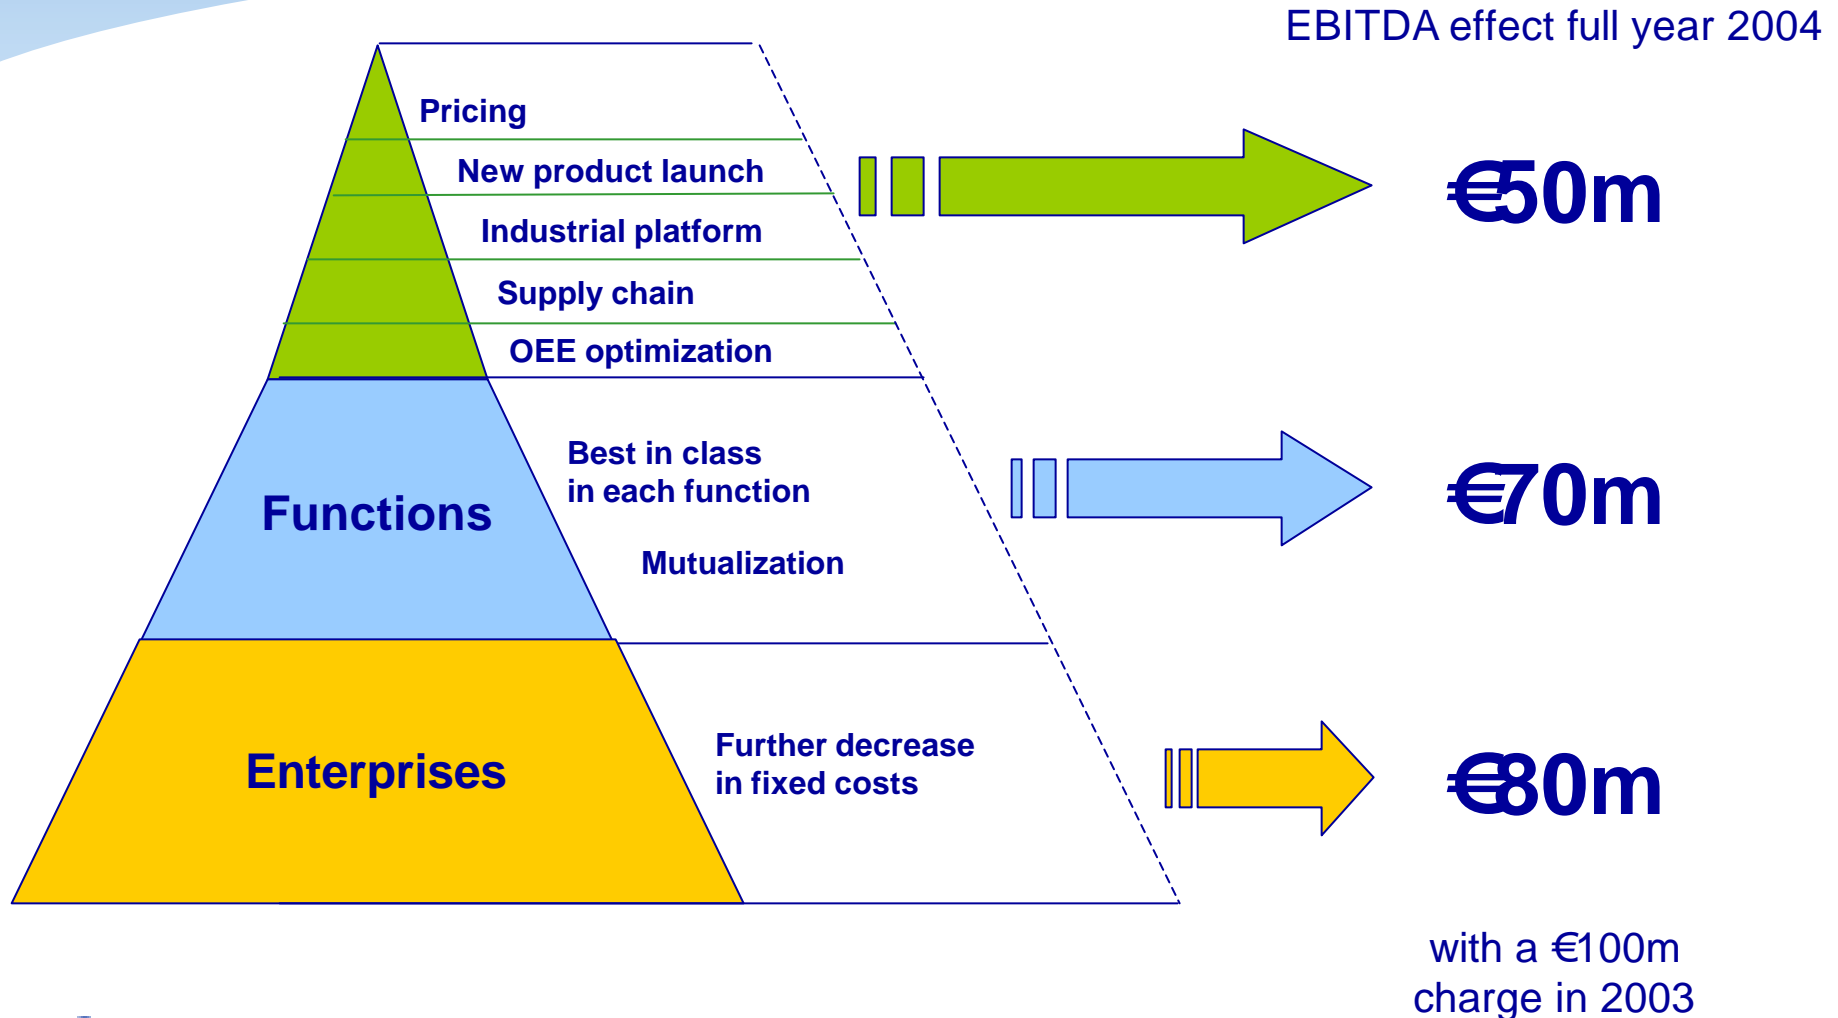 EBITDA effect full year 2004
Pricing
New product launch
Industrial platform
Supply chain
OEE optimization
€50m
Functions
Best in class
in each function
Mutualization
€70m
Enterprises
Further decrease
in fixed costs
€80m
with a €100m
charge in 2003